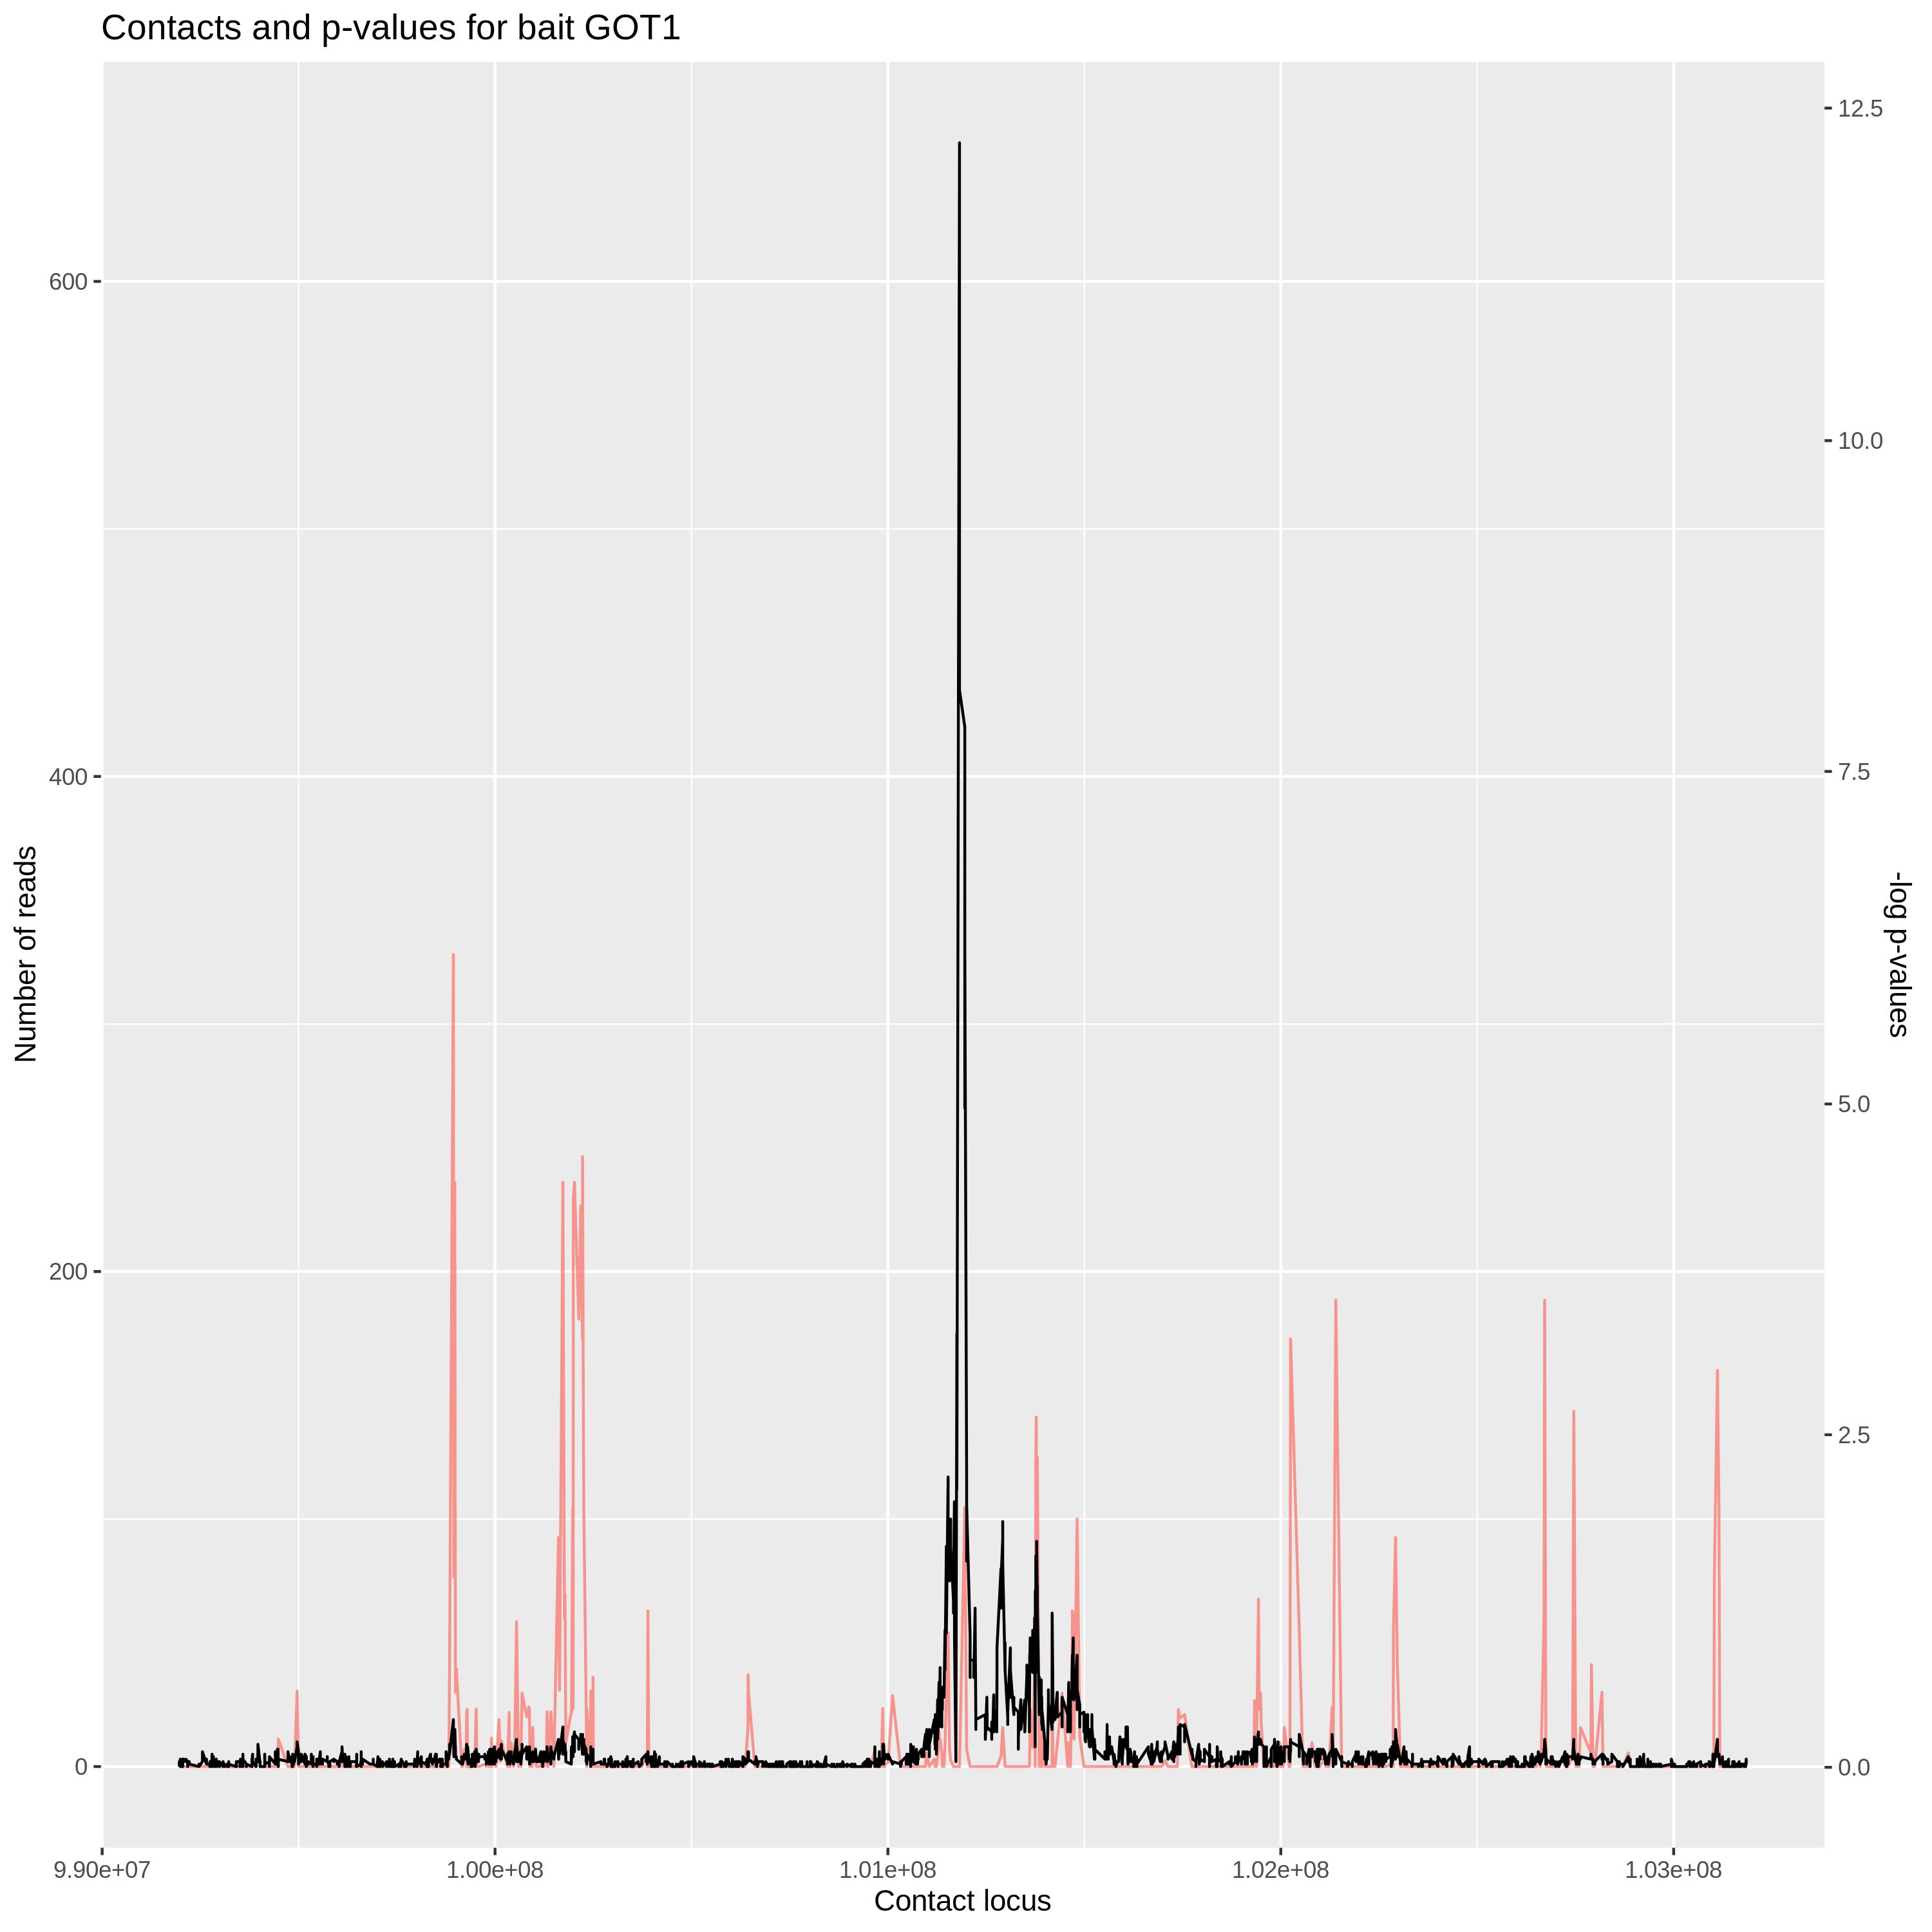 Contacts and p-values for bait GOT1
12.5
600
10.0
400
7.5
Number of reads
-log p-values
5.0
200
2.5
0
0.0
9.90e+07 1.00e+08 1.01e+08 1.02e+08 1.03e+08
Contact locus